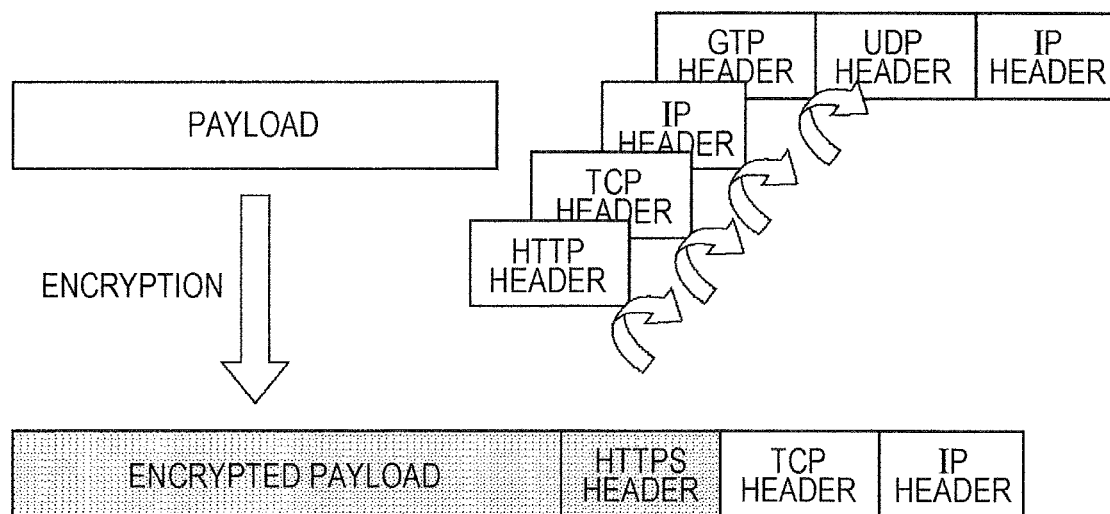 GTP
HEADER
UDP
HEADER
IP
HEADER
PAYLOAD
IP
HEADER
TCP
HEADER
HTTP
HEADER
ENCRYPTION
ENCRYPTED PAYLOAD
HTTPS
HEADER
TCP
HEADER
IP
HEADER